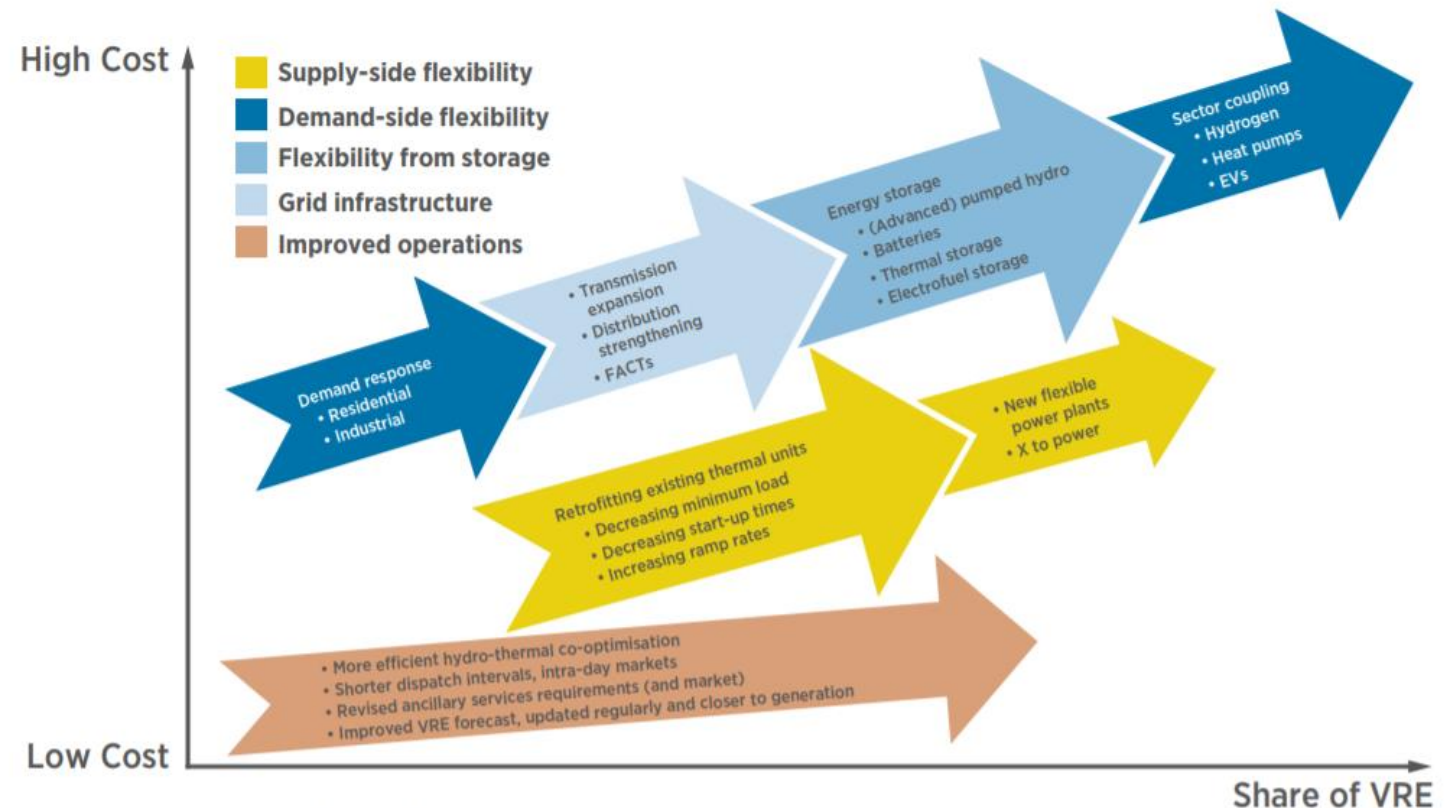 High Cost
Supply-side flexibility
Demand-side flexibility
Flexibility from storage
Grid infrastructure
Improved operations
Sector coupling
• Hydrogen
• Heat pumps
• EVs
Energy storage
• (Advanced) pumped hydro
• Batteries
• Thermal storage
• Electrofuel storage
• Transmission
expansion
• Distribution
strengthening
• FACTs
Demand response
• Residential
• Industrial
• New flexible
power plants
• X to power
Retrofitting existing thermal units
• Decreasing minimum load
• Decreasing start-up times
• Increasing ramp rates
• More efficient hydro-thermal co-optimisation
• Shorter dispatch intervals, intra-day markets
• Revised ancillary services requirements (and market)
• Improved VRE forecast, updated regularly and closer to generation
Low Cost
Share of VRE